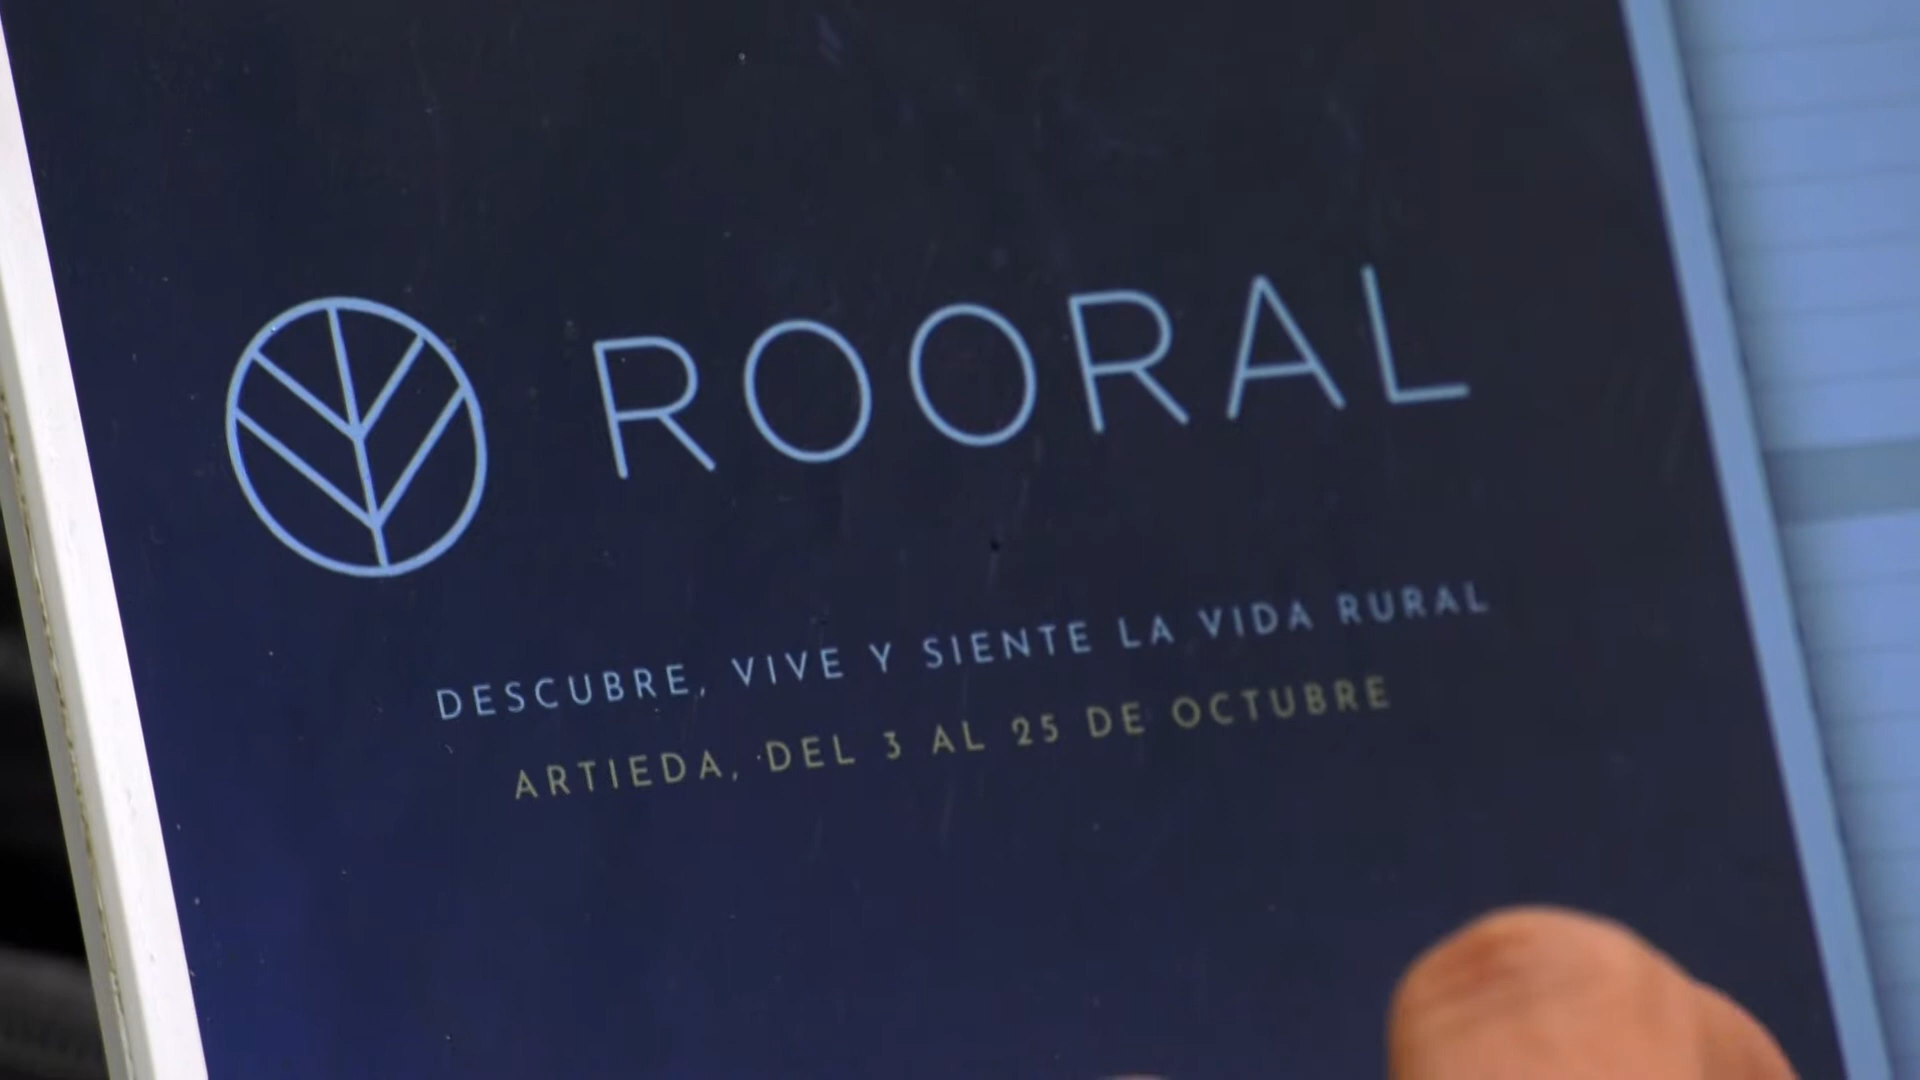 ROORAL
DESCUBRE, VIVE Y SIENTE LA VIDA RURAL
ARTIEDA, DEL 3 AL 25 DE OCTUBRE